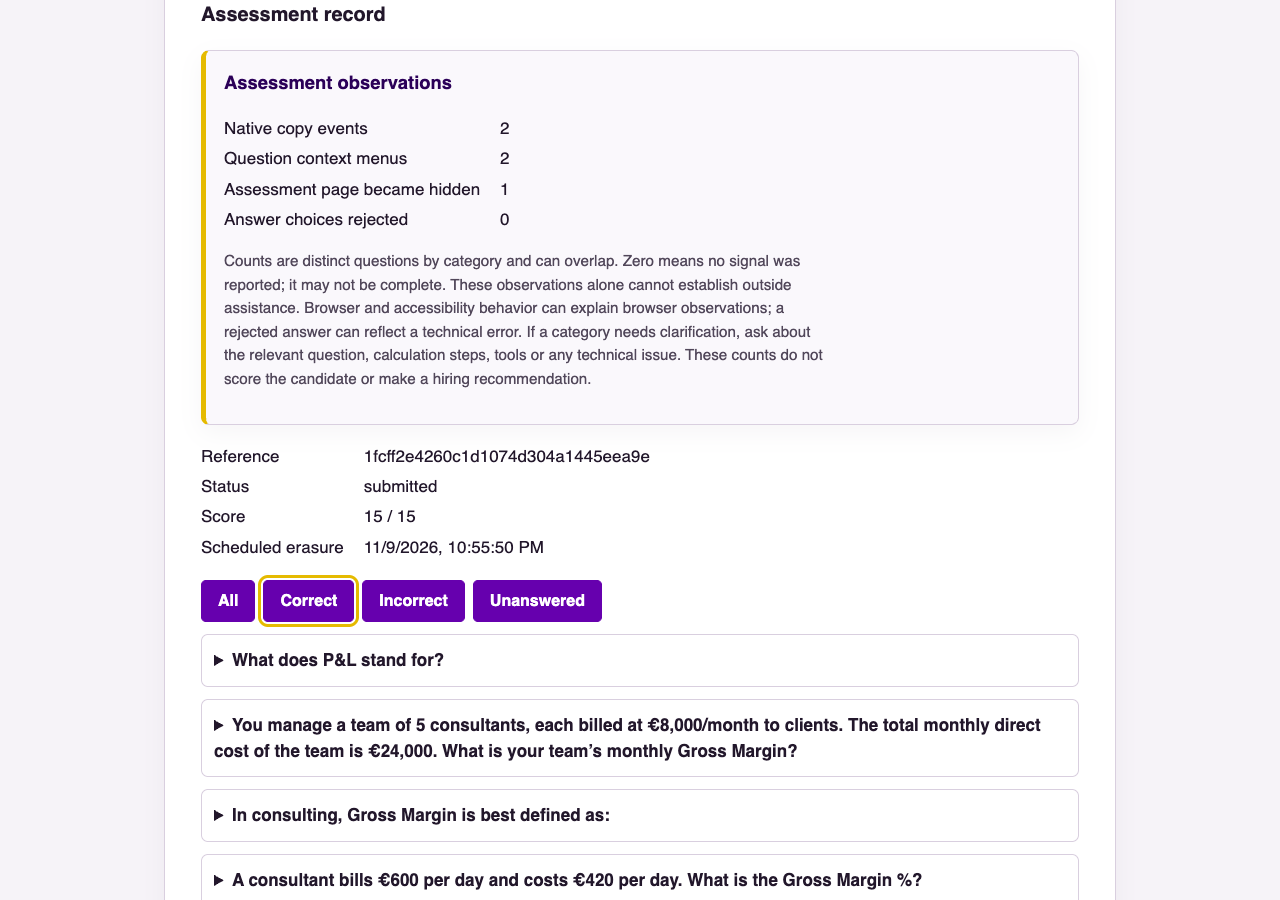 Assessment record
Assessment observations
Native copy events 2
Question context menus 2
Assessment page became hidden 1
Answer choices rejected 0
Counts are distinct questions by category and can overlap. Zero means no signal was
reported; it may not be complete. These observations alone cannot establish outside
assistance. Browser and accessibility behavior can explain browser observations; a
rejected answer can reflect a technical error. If a category needs clarification, ask about
the relevant question, calculation steps, tools or any technical issue. These counts do not
score the candidate or make a hiring recommendation.
Reference 1fcff2e4260c1d1074d304a1445eea9e
Status submitted
Score 15 / 15
Scheduled erasure 11/9/2026, 10:55:50 PM
All Correct Incorrect Unanswered
What does P&L stand for?
You manage a team of 5 consultants, each billed at €8,000/month to clients. The total monthly direct
cost of the team is €24,000. What is your team’s monthly Gross Margin?
In consulting, Gross Margin is best defined as:
A consultant bills €600 per day and costs €420 per day. What is the Gross Margin %?